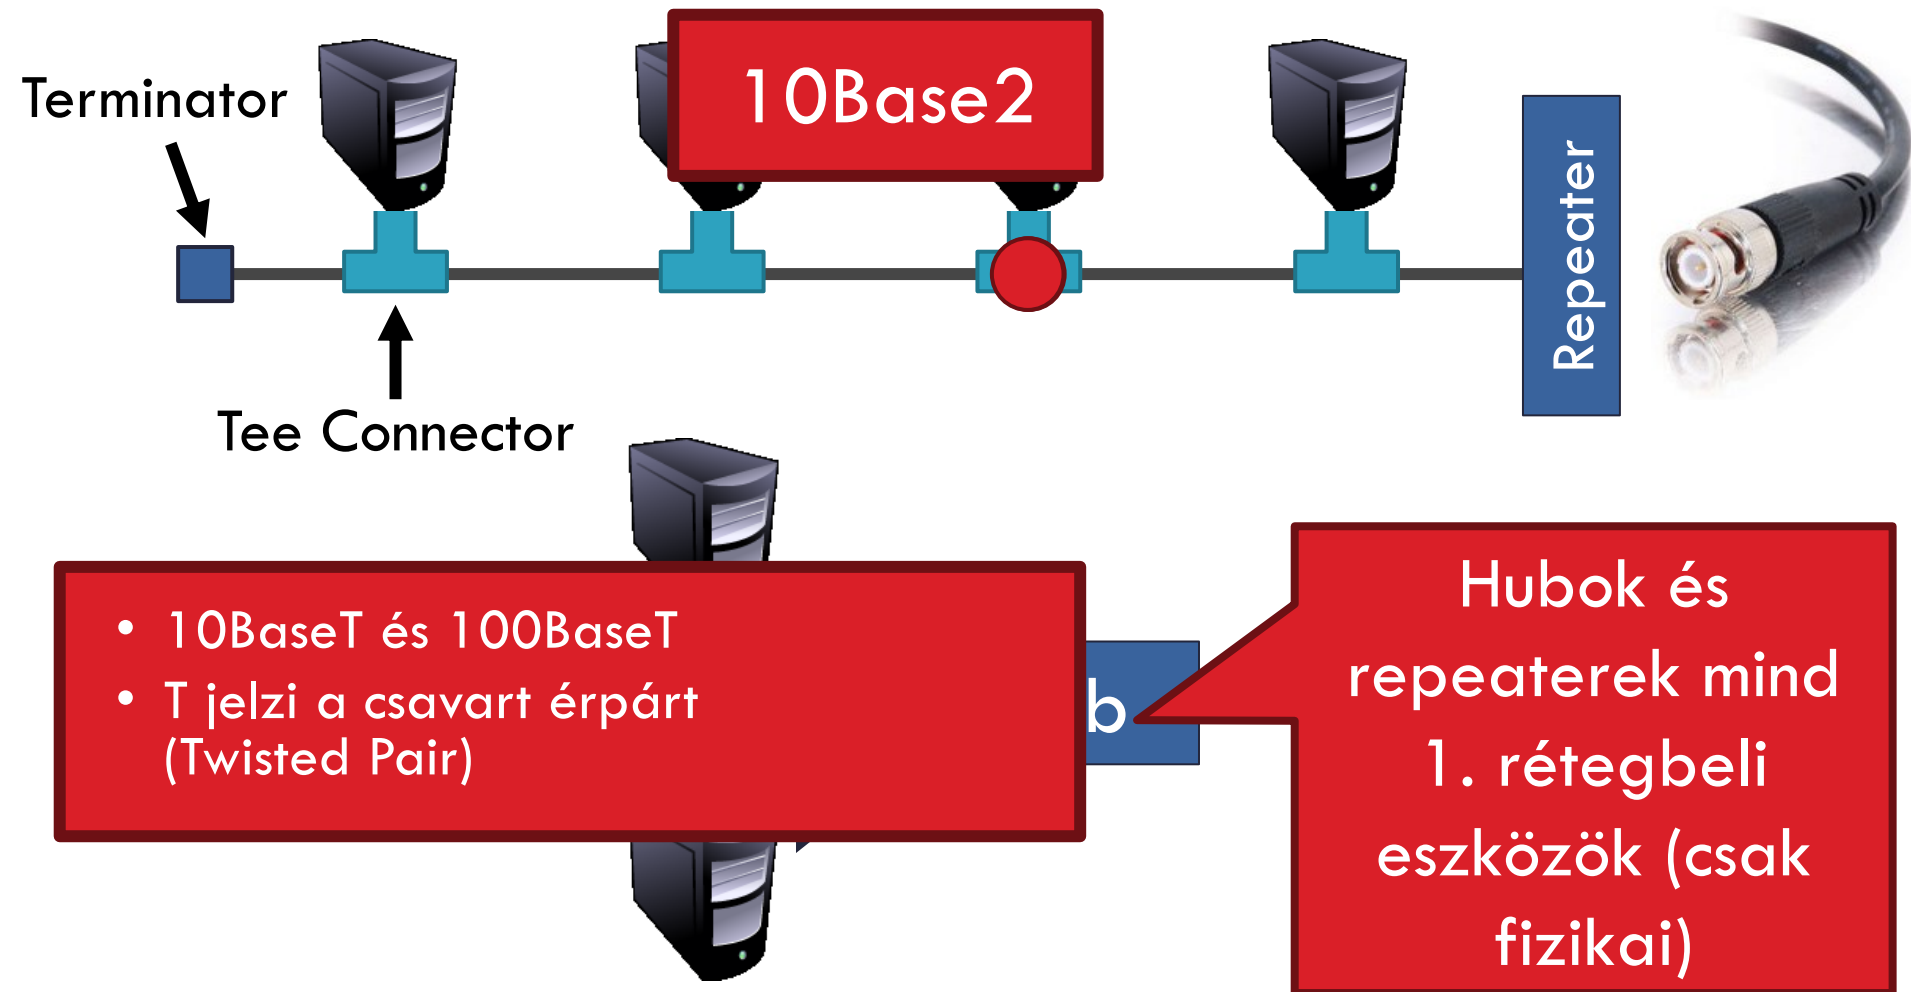 10Base2
Terminator
Repeater
Tee Connector
• 10BaseT és 100BaseT
• T jelzi a csavart érpárt
(Twisted Pair)
b
Hubok és
repeaterek mind
1. rétegbeli
eszközök (csak
fizikai)